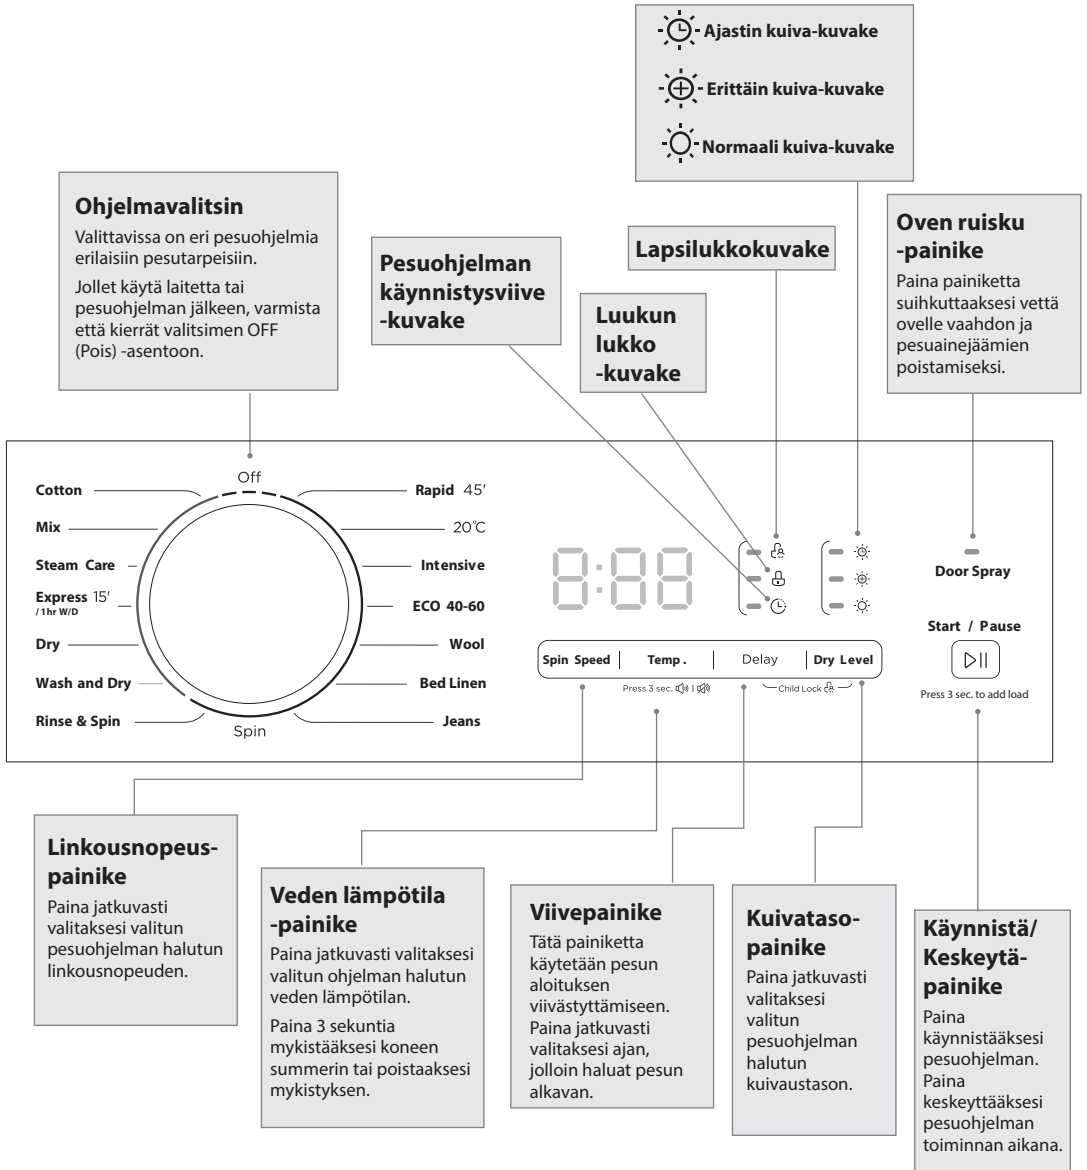 Ajastin kuiva-kuvake
Erittäin kuiva-kuvake
Normaali kuiva-kuvake
Ohjelmavalitsin
Valittavissa on eri pesuohjelmia
erilaisiin pesutarpeisiin.
Jollet käytä laitetta tai
pesuohjelman jälkeen, varmista
että kierrät valitsimen OFF
(Pois) -asentoon.
Pesuohjelman
käynnistysviive
-kuvake
Luukun
lukko
-kuvake
Lapsilukkokuvake
Oven ruisku
-painike
Paina painiketta
suihkuttaaksesi vettä
ovelle vaahdon ja
pesuainejäämien
poistamiseksi.
Off
Cotton
Mix
Steam Care
Express 15'
/ 1hr W/D
Dry
Wash and Dry
Rinse & Spin
Spin
Rapid 45'
20°C
Intensive
ECO 40-60
Wool
Bed Linen
Jeans
8:88
Spin Speed
Temp.
Delay
Dry Level
Press 3 sec.
Child Lock
Door Spray
Start / Pause
Press 3 sec. to add load
Linkousnopeus-
painike
Paina jatkuvasti
valitaksesi valitun
pesuohjelman halutun
linkousnopeuden.
Veden lämpötila
-painike
Paina jatkuvasti valitaksesi
valitun ohjelman halutun
veden lämpötilan.
Paina 3 sekuntia
mykistääksesi koneen
summerin tai poistaaksesi
mykistyksen.
Viivepainike
Tätä painiketta
käytetään pesun
aloituksen
viivästyttämiseen.
Paina jatkuvasti
valitaksesi ajan,
jolloin haluat pesun
alkavan.
Kuivataso-
painike
Paina jatkuvasti
valitaksesi
valitun
pesuohjelman
halutun
kuivaustason.
Käynnistä/
Keskeytä-
painike
Paina
käynnistääksesi
pesuohjelman.
Paina
keskeyttääksesi
pesuohjelman
toiminnan aikana.